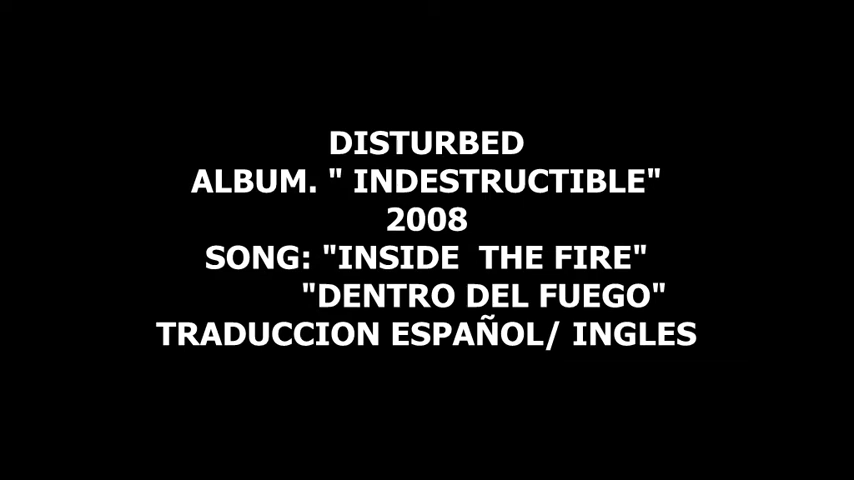 DISTURBED
ALBUM. " INDESTRUCTIBLE"
2008
SONG: "INSIDE  THE FIRE"
"DENTRO DEL FUEGO"
TRADUCCION ESPAÑOL/ INGLES